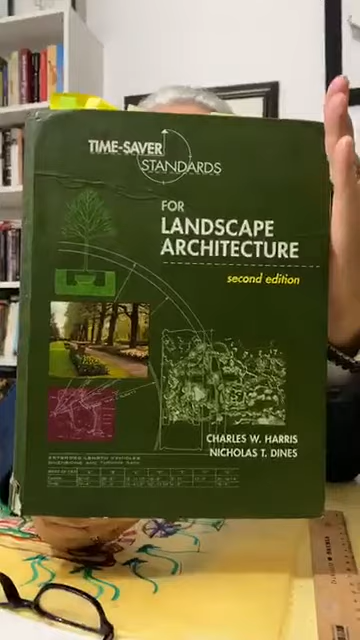 TIME-SAVER
STANDARDS
FOR
LANDSCAPE
ARCHITECTURE
second edition
CHARLES W. HARRIS
NICHOLAS T. DINES